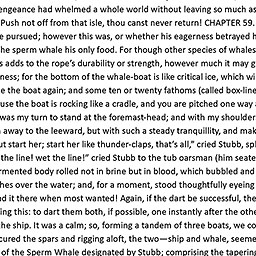 engeance had whelmed a whole world without leaving so much as
Push not off from that isle, thou canst never return! CHAPTER 59.
e pursued; however this was, or whether his eagerness betrayed h
he sperm whale his only food. For though other species of whales
s adds to the rope's durability or strength, however much it may g
ness; for the bottom of the whale-boat is like critical ice, which wi
e the boat again; and some ten or twenty fathoms (called box-line
use the boat is rocking like a cradle, and you are pitched one way a
was my turn to stand at the foremast-head; and with my shoulder
away to the leeward, but with such a steady tranquillity, and mak
ut start her; start her like thunder-claps, that's all," cried Stubb, spl
the line! wet the line!" cried Stubb to the tub oarsman (him seate
rmented body rolled not in brine but in blood, which bubbled and
hes over the water; and, for a moment, stood thoughtfully eyeing
nd it there when most wanted! Again, if the dart be successful, the
ing this: to dart them both, if possible, one instantly after the othe
he ship. It was a calm; so, forming a tandem of three boats, we co
cured the spars and rigging aloft, the two—ship and whale, seeme
of the Sperm Whale designated by Stubb; comprising the tapering